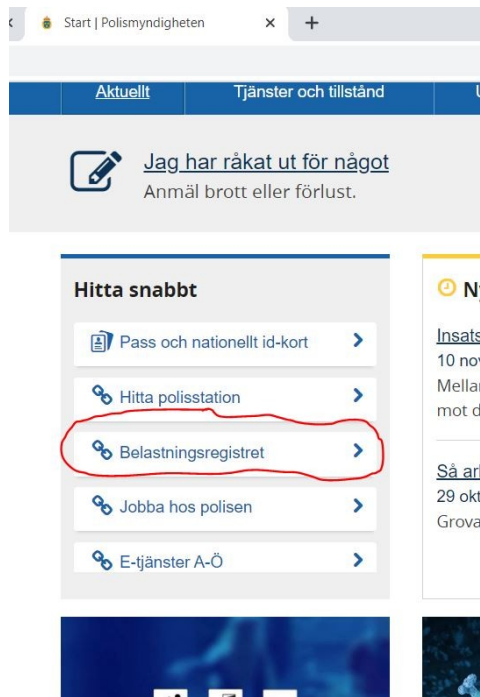 Start | Polismyndigheten
Aktuellt
Tjänster och tillstånd
Jag har råkat ut för något
Anmäl brott eller förlust.
Hitta snabbt
Pass och nationellt id-kort
Hitta polisstation
Belastningsregistret
Jobba hos polisen
E-tjänster A-Ö
10 nov
29 okt